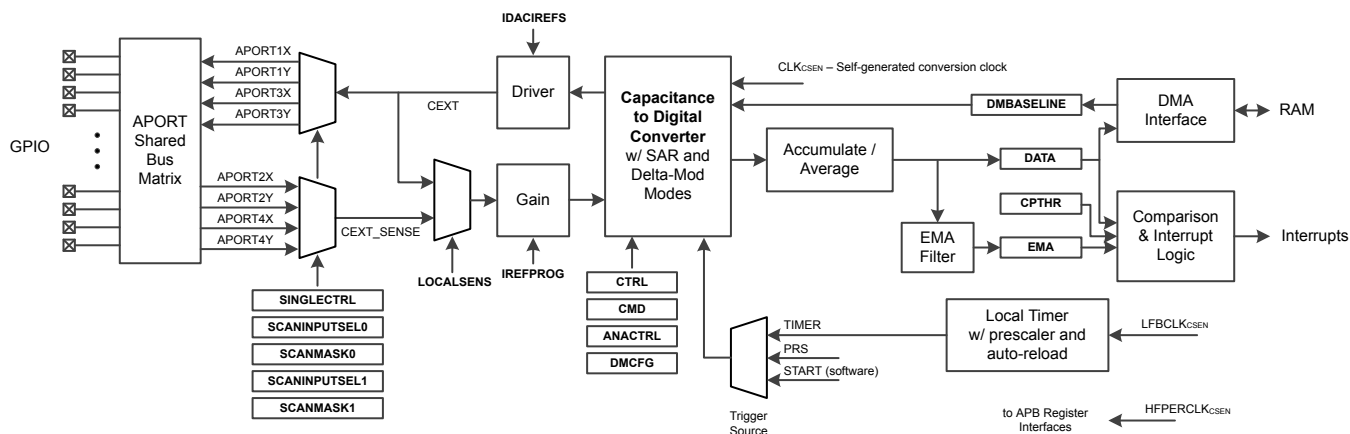 IDACIREFS
GPIO
APORT
Shared
Bus
Matrix
APORT1X
APORT1Y
APORT3X
APORT3Y
APORT2X
APORT2Y
APORT4X
APORT4Y
CEXT
CEXT_SENSE
Driver
Gain
LOCALSENS
IREFPROG
SINGLECTRL
SCANINPUTSEL0
SCANMASK0
SCANINPUTSEL1
SCANMASK1
Capacitance
to Digital
Converter
w/ SAR and
Delta-Mod
Modes
CTRL
CMD
ANACTRL
DMCFG
CLKCSEN – Self-generated conversion clock
DMBASELINE
DMA
Interface
RAM
Accumulate /
Average
DATA
CPTHR
EMA
Filter
EMA
Comparison
& Interrupt
Logic
Interrupts
TIMER
PRS
START (software)
Trigger
Source
Local Timer
w/ prescaler and
auto-reload
LFBCLKCSEN
to APB Register
Interfaces
HFPERCLKCSEN